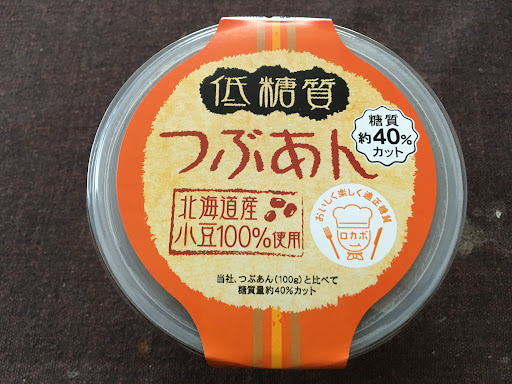 低糖質
つぶあん
糖質
約40%
カット
北海道産
小豆100%使用
おいしく楽しく適正糖質
ロカボ
当社、つぶあん(100g)と比べて
糖質量約40%カット